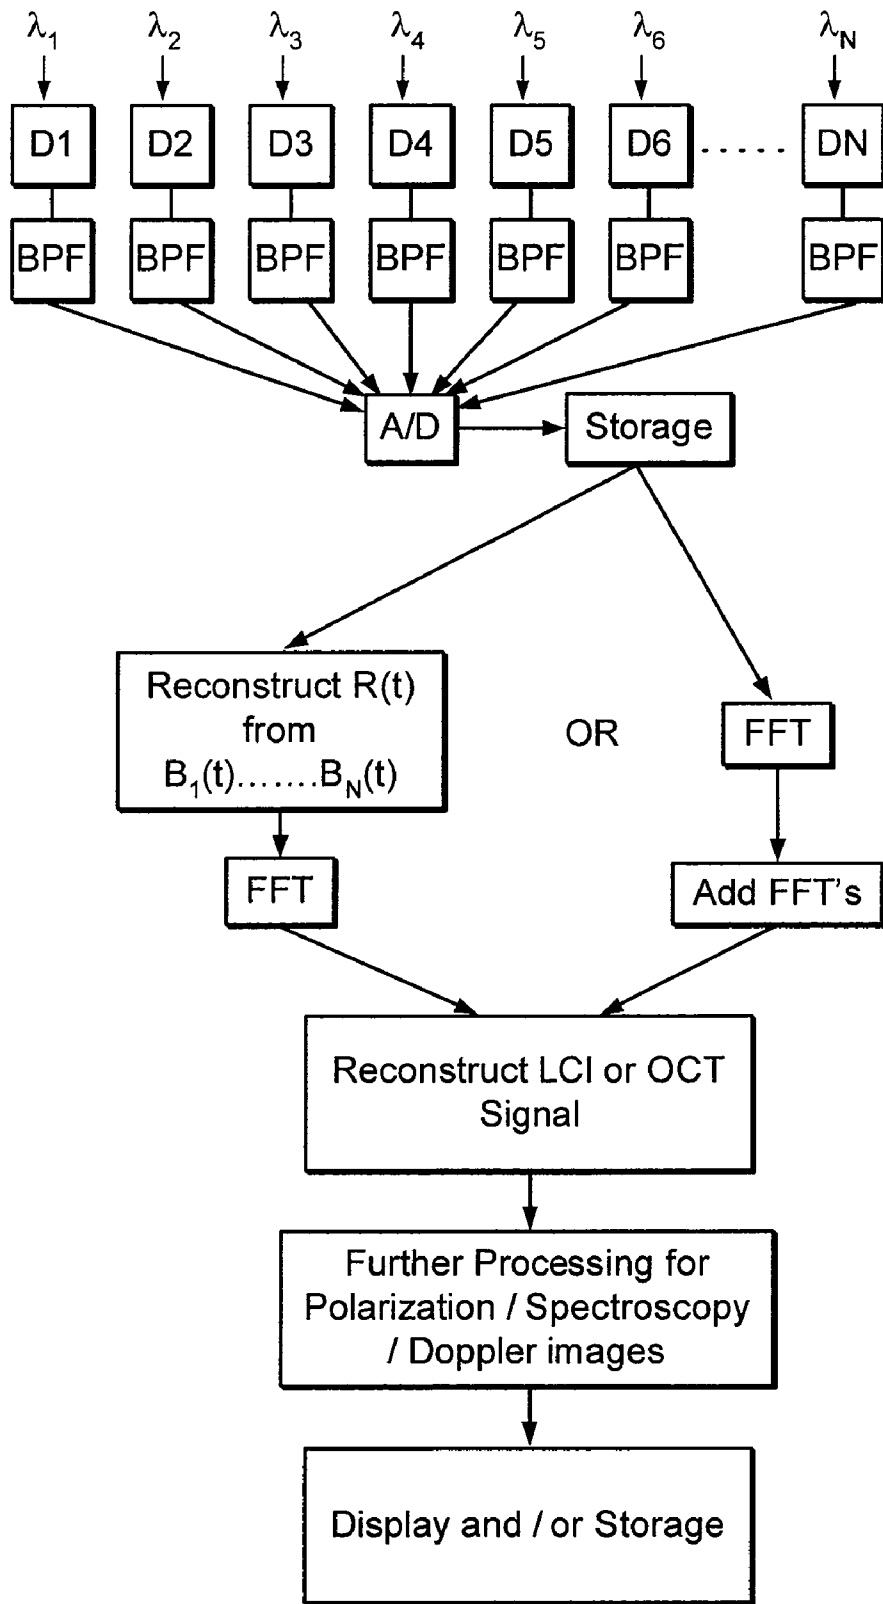 λ1 λ2 λ3 λ4 λ5 λ6 λN
D1 D2 D3 D4 D5 D6 ..... DN
BPF BPF BPF BPF BPF BPF BPF
A/D Storage
Reconstruct R(t)
from
B1(t).......BN(t)
OR
FFT
FFT
Add FFT's
Reconstruct LCI or OCT
Signal
Further Processing for
Polarization / Spectroscopy
/ Doppler images
Display and / or Storage